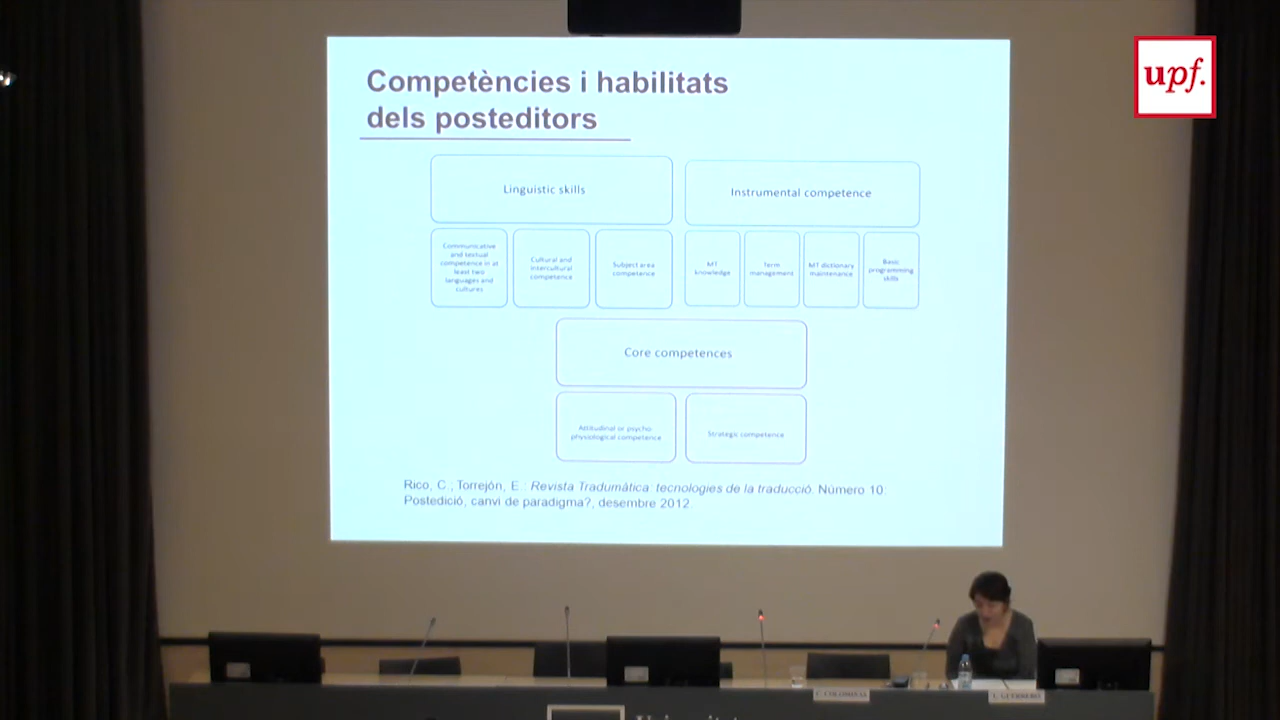 upf.
Competències i habilitats
dels posteditors
Linguistic skills
Instrumental competence
Communicative
and textual
competence in at
least two
languages and
cultures
Cultural and
intercultural
competence
Subject area
competence
MT
knowledge
Term
management
MT dictionary
maintenance
Basic
programming
skills
Core competences
Attitudinal or psycho
physiological competence
Strategic competence
Rico, C.; Torrejón, E.: Revista Tradumàtica: tecnologies de la traducció. Número 10:
Postedició, canvi de paradigma?, desembre 2012.
C. COLOMINAS
L. GUERRERO
Universitat